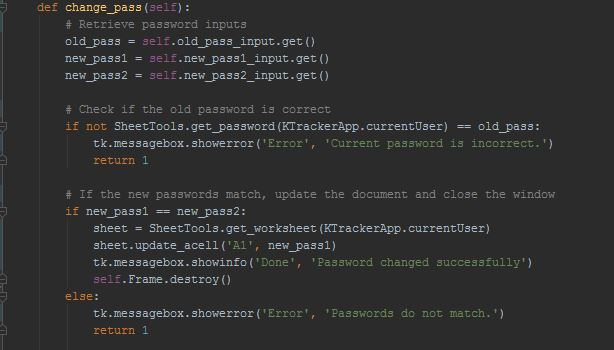 def change_pass(self):
    # Retrieve password inputs
    old_pass = self.old_pass_input.get()
    new_pass1 = self.new_pass1_input.get()
    new_pass2 = self.new_pass2_input.get()

    # Check if the old password is correct
    if not SheetTools.get_password(KTrackerApp.currentUser) == old_pass:
        tk.messagebox.showerror('Error', 'Current password is incorrect.')
        return 1

    # If the new passwords match, update the document and close the window
    if new_pass1 == new_pass2:
        sheet = SheetTools.get_worksheet(KTrackerApp.currentUser)
        sheet.update_acell('A1', new_pass1)
        tk.messagebox.showinfo('Done', 'Password changed successfully')
        self.Frame.destroy()
    else:
        tk.messagebox.showerror('Error', 'Passwords do not match.')
        return 1